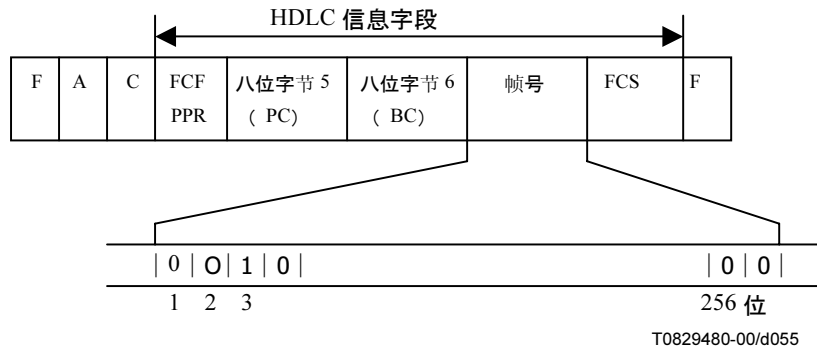 HDLC 信息字段
F A C FCF 八位字节 5 八位字节 6 帧号 FCS F
PPR （ PC） （ BC）
| 0 | O | 1 | 0 | | 0 | 0 |
1 2 3 256 位
T0829480-00/d055